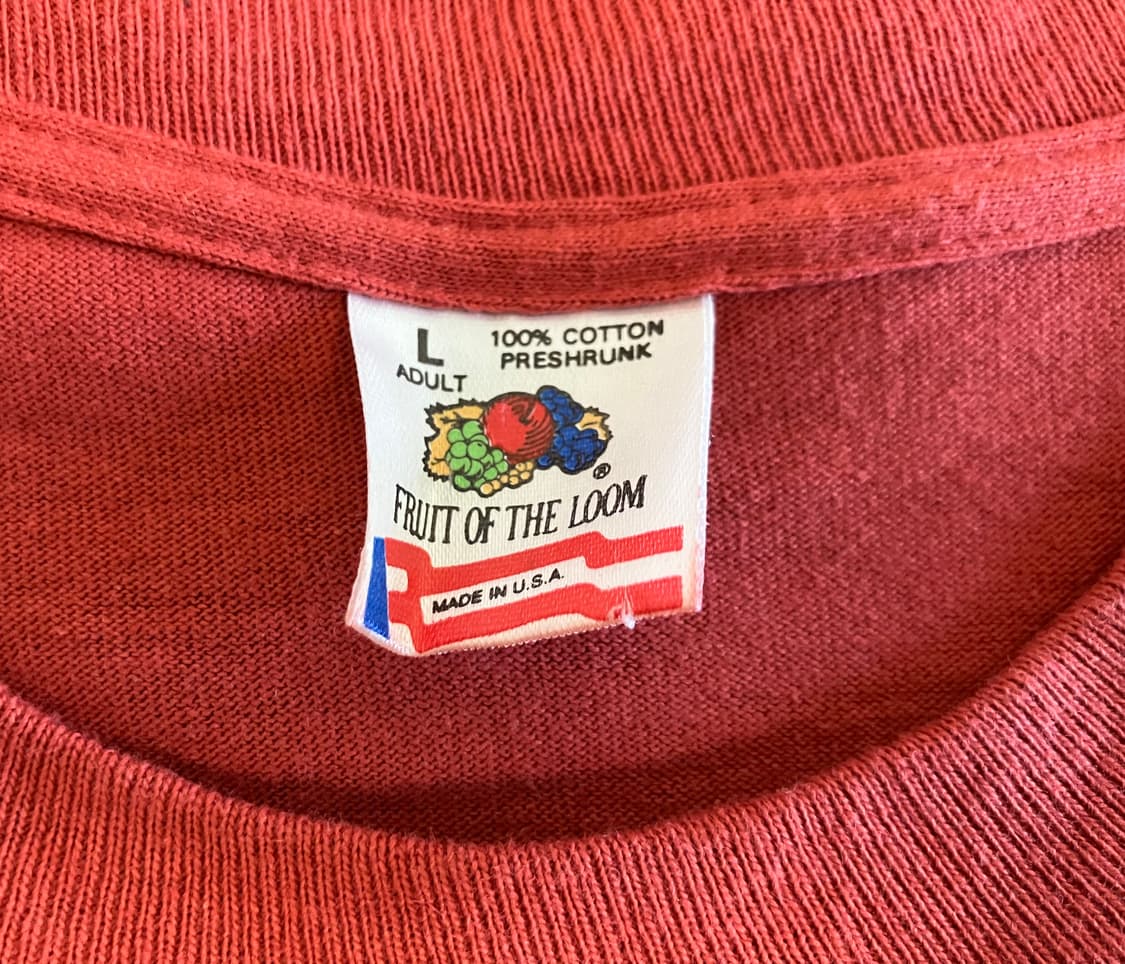 L
ADULT
100% COTTON
PRESHRUNK
®
FRUIT OF THE LOOM
MADE IN U.S.A.